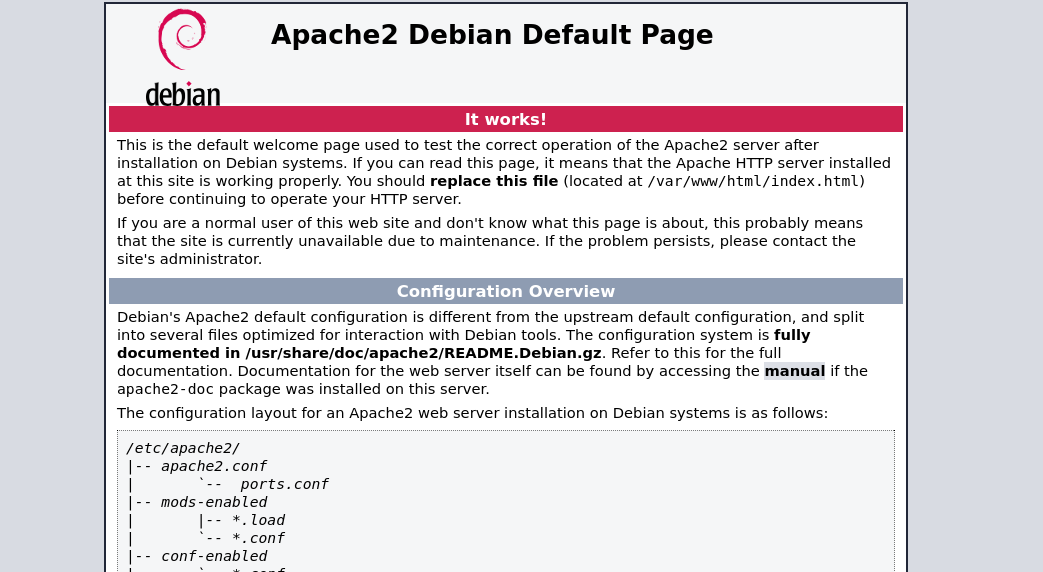 debian
Apache2 Debian Default Page
It works!
This is the default welcome page used to test the correct operation of the Apache2 server after
installation on Debian systems. If you can read this page, it means that the Apache HTTP server installed
at this site is working properly. You should replace this file (located at /var/www/html/index.html)
before continuing to operate your HTTP server.
If you are a normal user of this web site and don't know what this page is about, this probably means
that the site is currently unavailable due to maintenance. If the problem persists, please contact the
site's administrator.
Configuration Overview
Debian's Apache2 default configuration is different from the upstream default configuration, and split
into several files optimized for interaction with Debian tools. The configuration system is fully
documented in /usr/share/doc/apache2/README.Debian.gz. Refer to this for the full
documentation. Documentation for the web server itself can be found by accessing the manual if the
apache2-doc package was installed on this server.
The configuration layout for an Apache2 web server installation on Debian systems is as follows:
/etc/apache2/
|-- apache2.conf
|       `--  ports.conf
|-- mods-enabled
|       |-- *.load
|       `-- *.conf
|-- conf-enabled
|       `-- *.conf